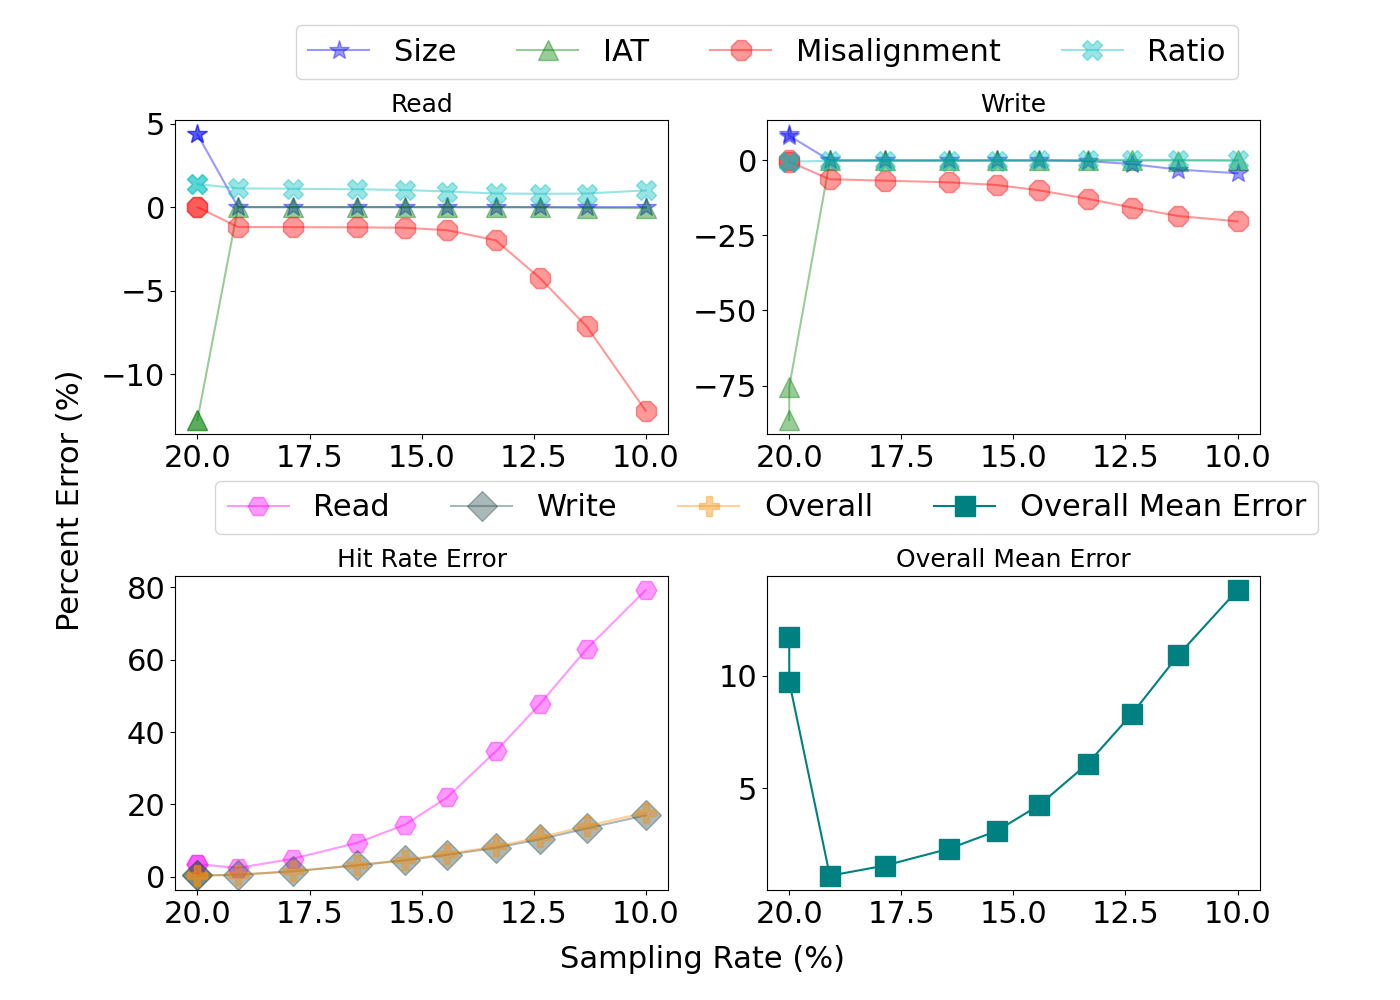 Size IAT Misalignment Ratio
Read
Write
5
0
−5
−10
20.0 17.5 15.0 12.5 10.0
0
−25
−50
−75
20.0 17.5 15.0 12.5 10.0
Percent Error (%)
Read Write Overall Overall Mean Error
Hit Rate Error
Overall Mean Error
80
60
40
20
0
20.0 17.5 15.0 12.5 10.0
10
5
20.0 17.5 15.0 12.5 10.0
Sampling Rate (%)